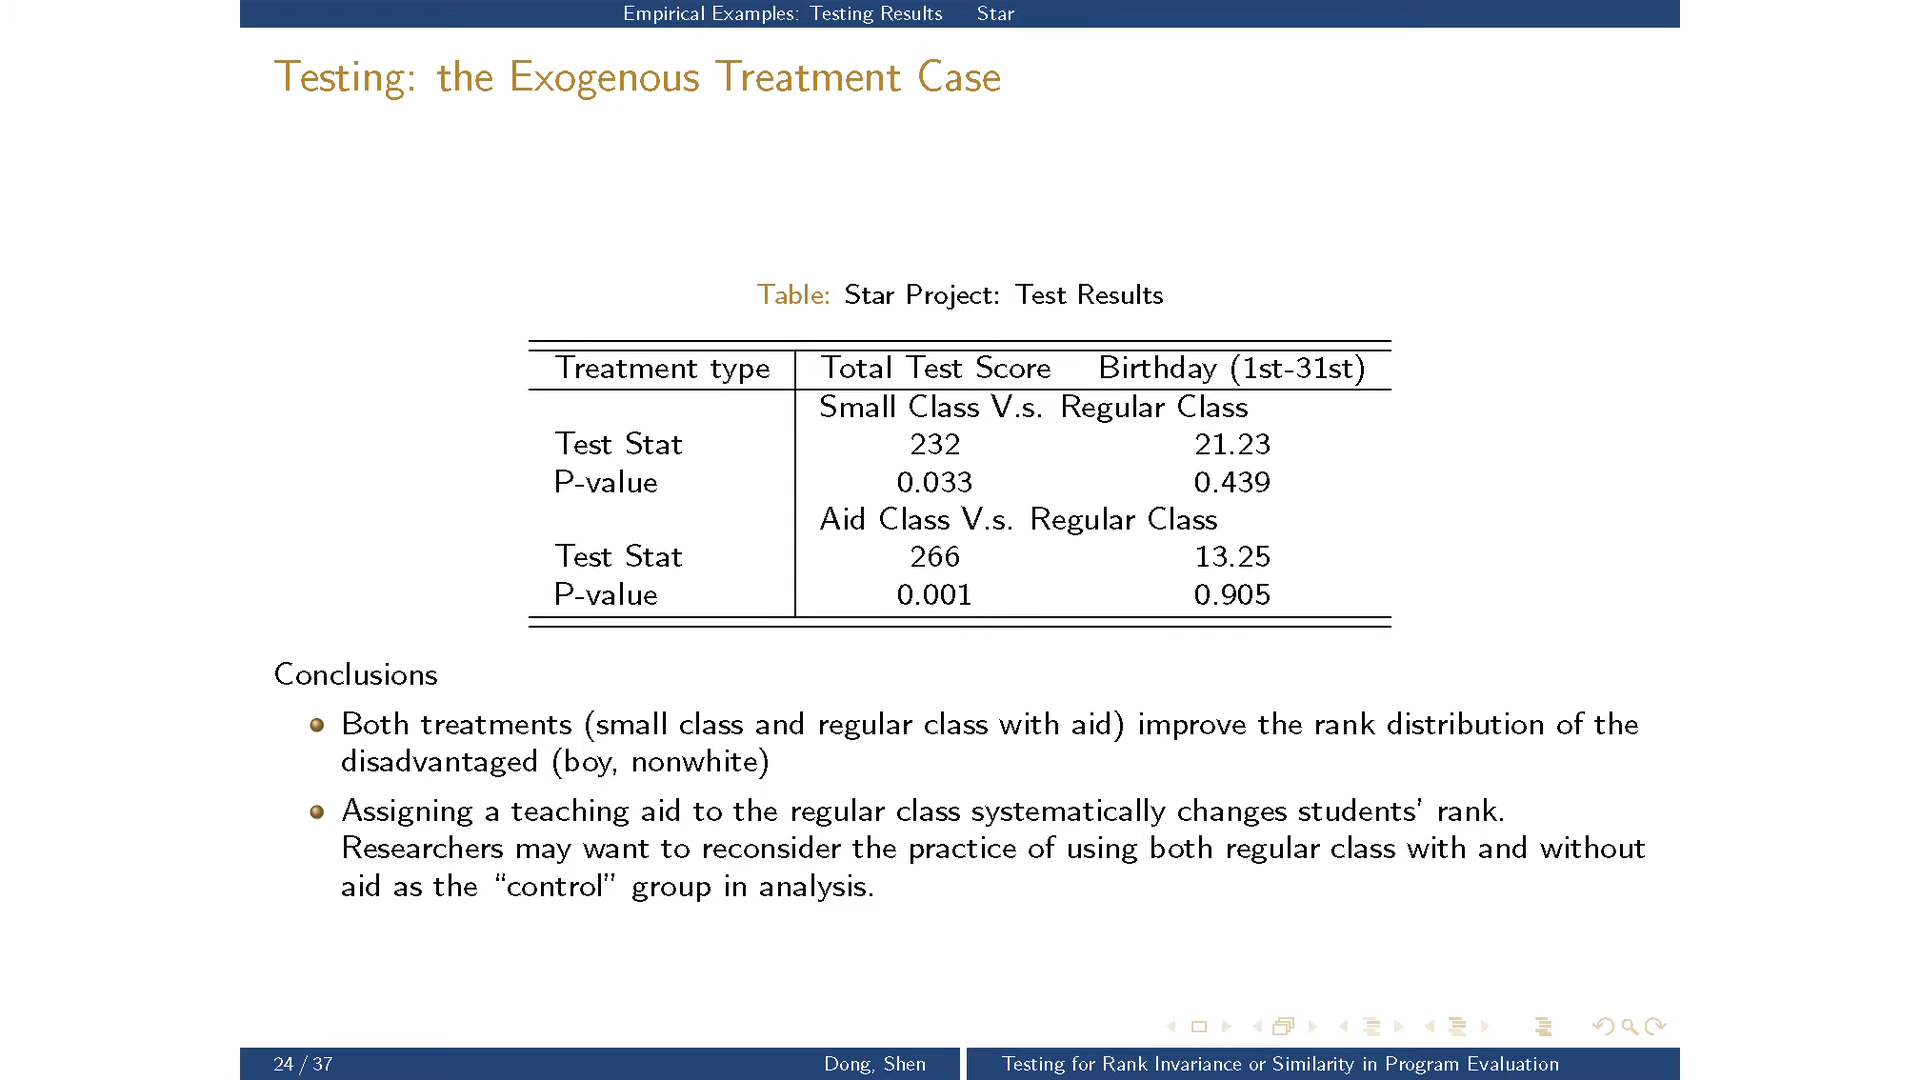 Empirical Examples: Testing Results Star
Testing: the Exogenous Treatment Case
Table: Star Project: Test Results
Treatment type Total Test Score Birthday (1st-31st)
Small Class V.s. Regular Class
Test Stat 232 21.23
P-value 0.033 0.439
Aid Class V.s. Regular Class
Test Stat 266 13.25
P-value 0.001 0.905
Conclusions
Both treatments (small class and regular class with aid) improve the rank distribution of the
disadvantaged (boy, nonwhite)
Assigning a teaching aid to the regular class systematically changes students' rank.
Researchers may want to reconsider the practice of using both regular class with and without
aid as the “control” group in analysis.
24 / 37 Dong, Shen Testing for Rank Invariance or Similarity in Program Evaluation